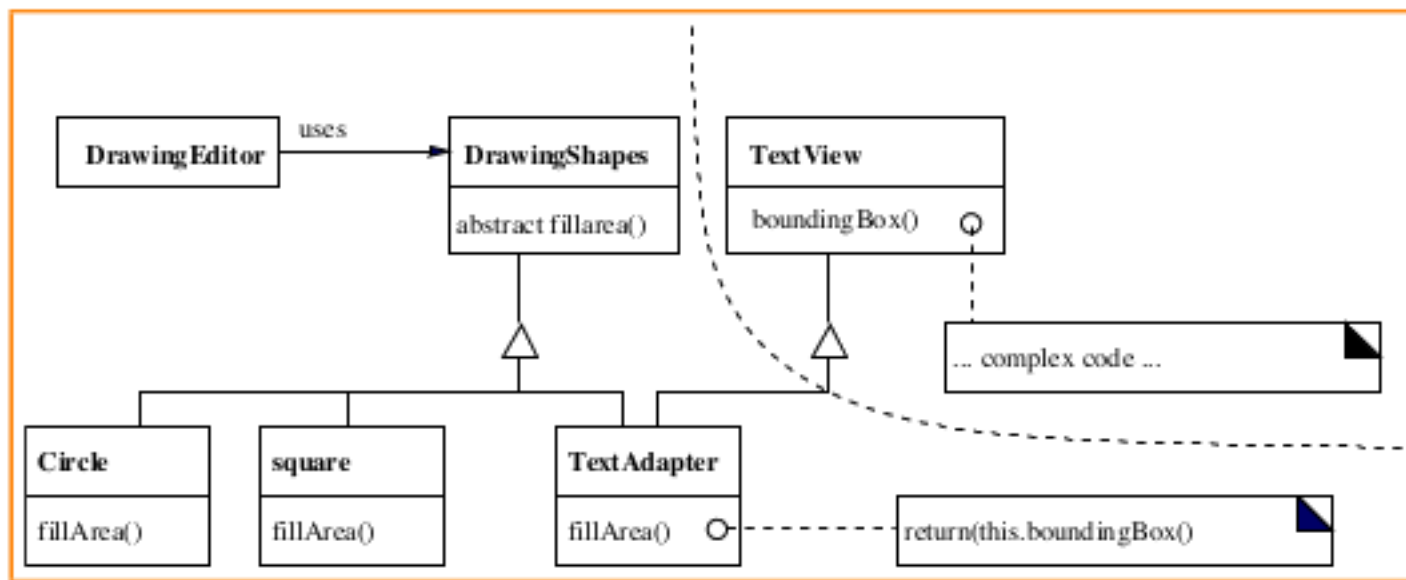 uses
DrawingEditor
DrawingShapes
abstract fillarea()
TextView
boundingBox()
... complex code ...
Circle
fillArea()
square
fillArea()
TextAdapter
fillArea()
return(this.boundingBox()